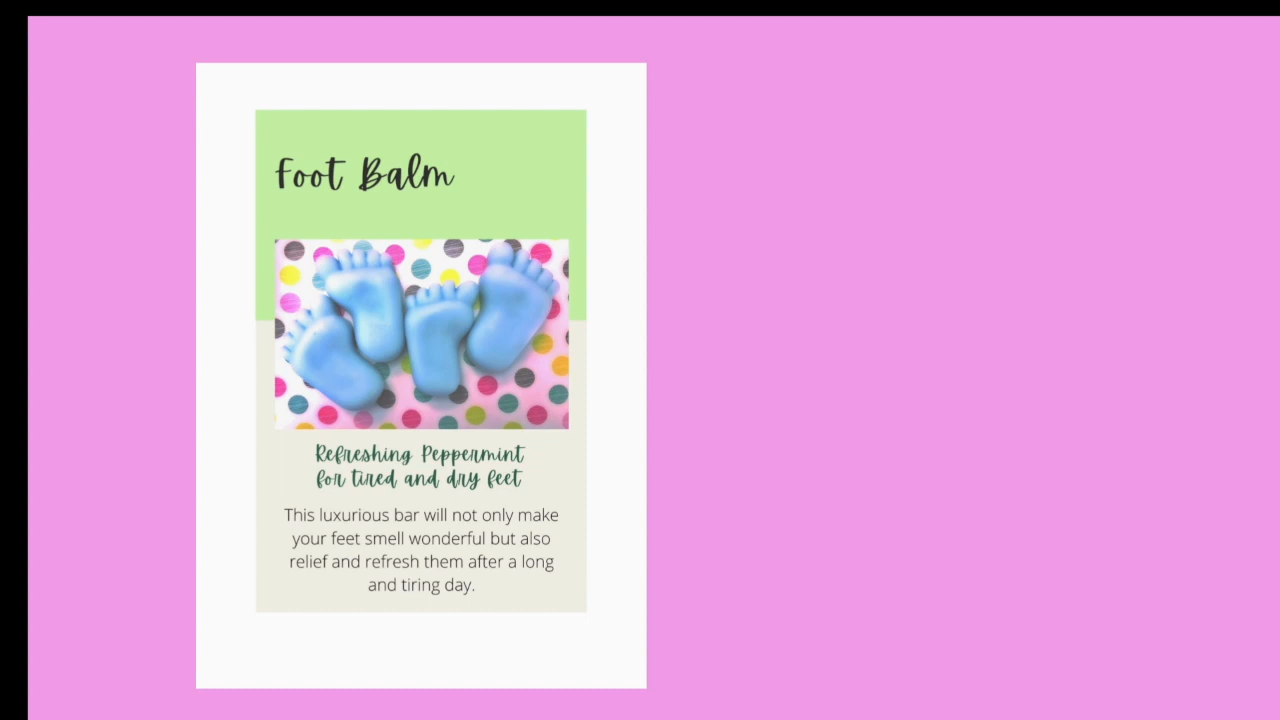 Foot Balm
Refreshing Peppermint
for tired and dry feet
This luxurious bar will not only make
your feet smell wonderful but also
relief and refresh them after a long
and tiring day.